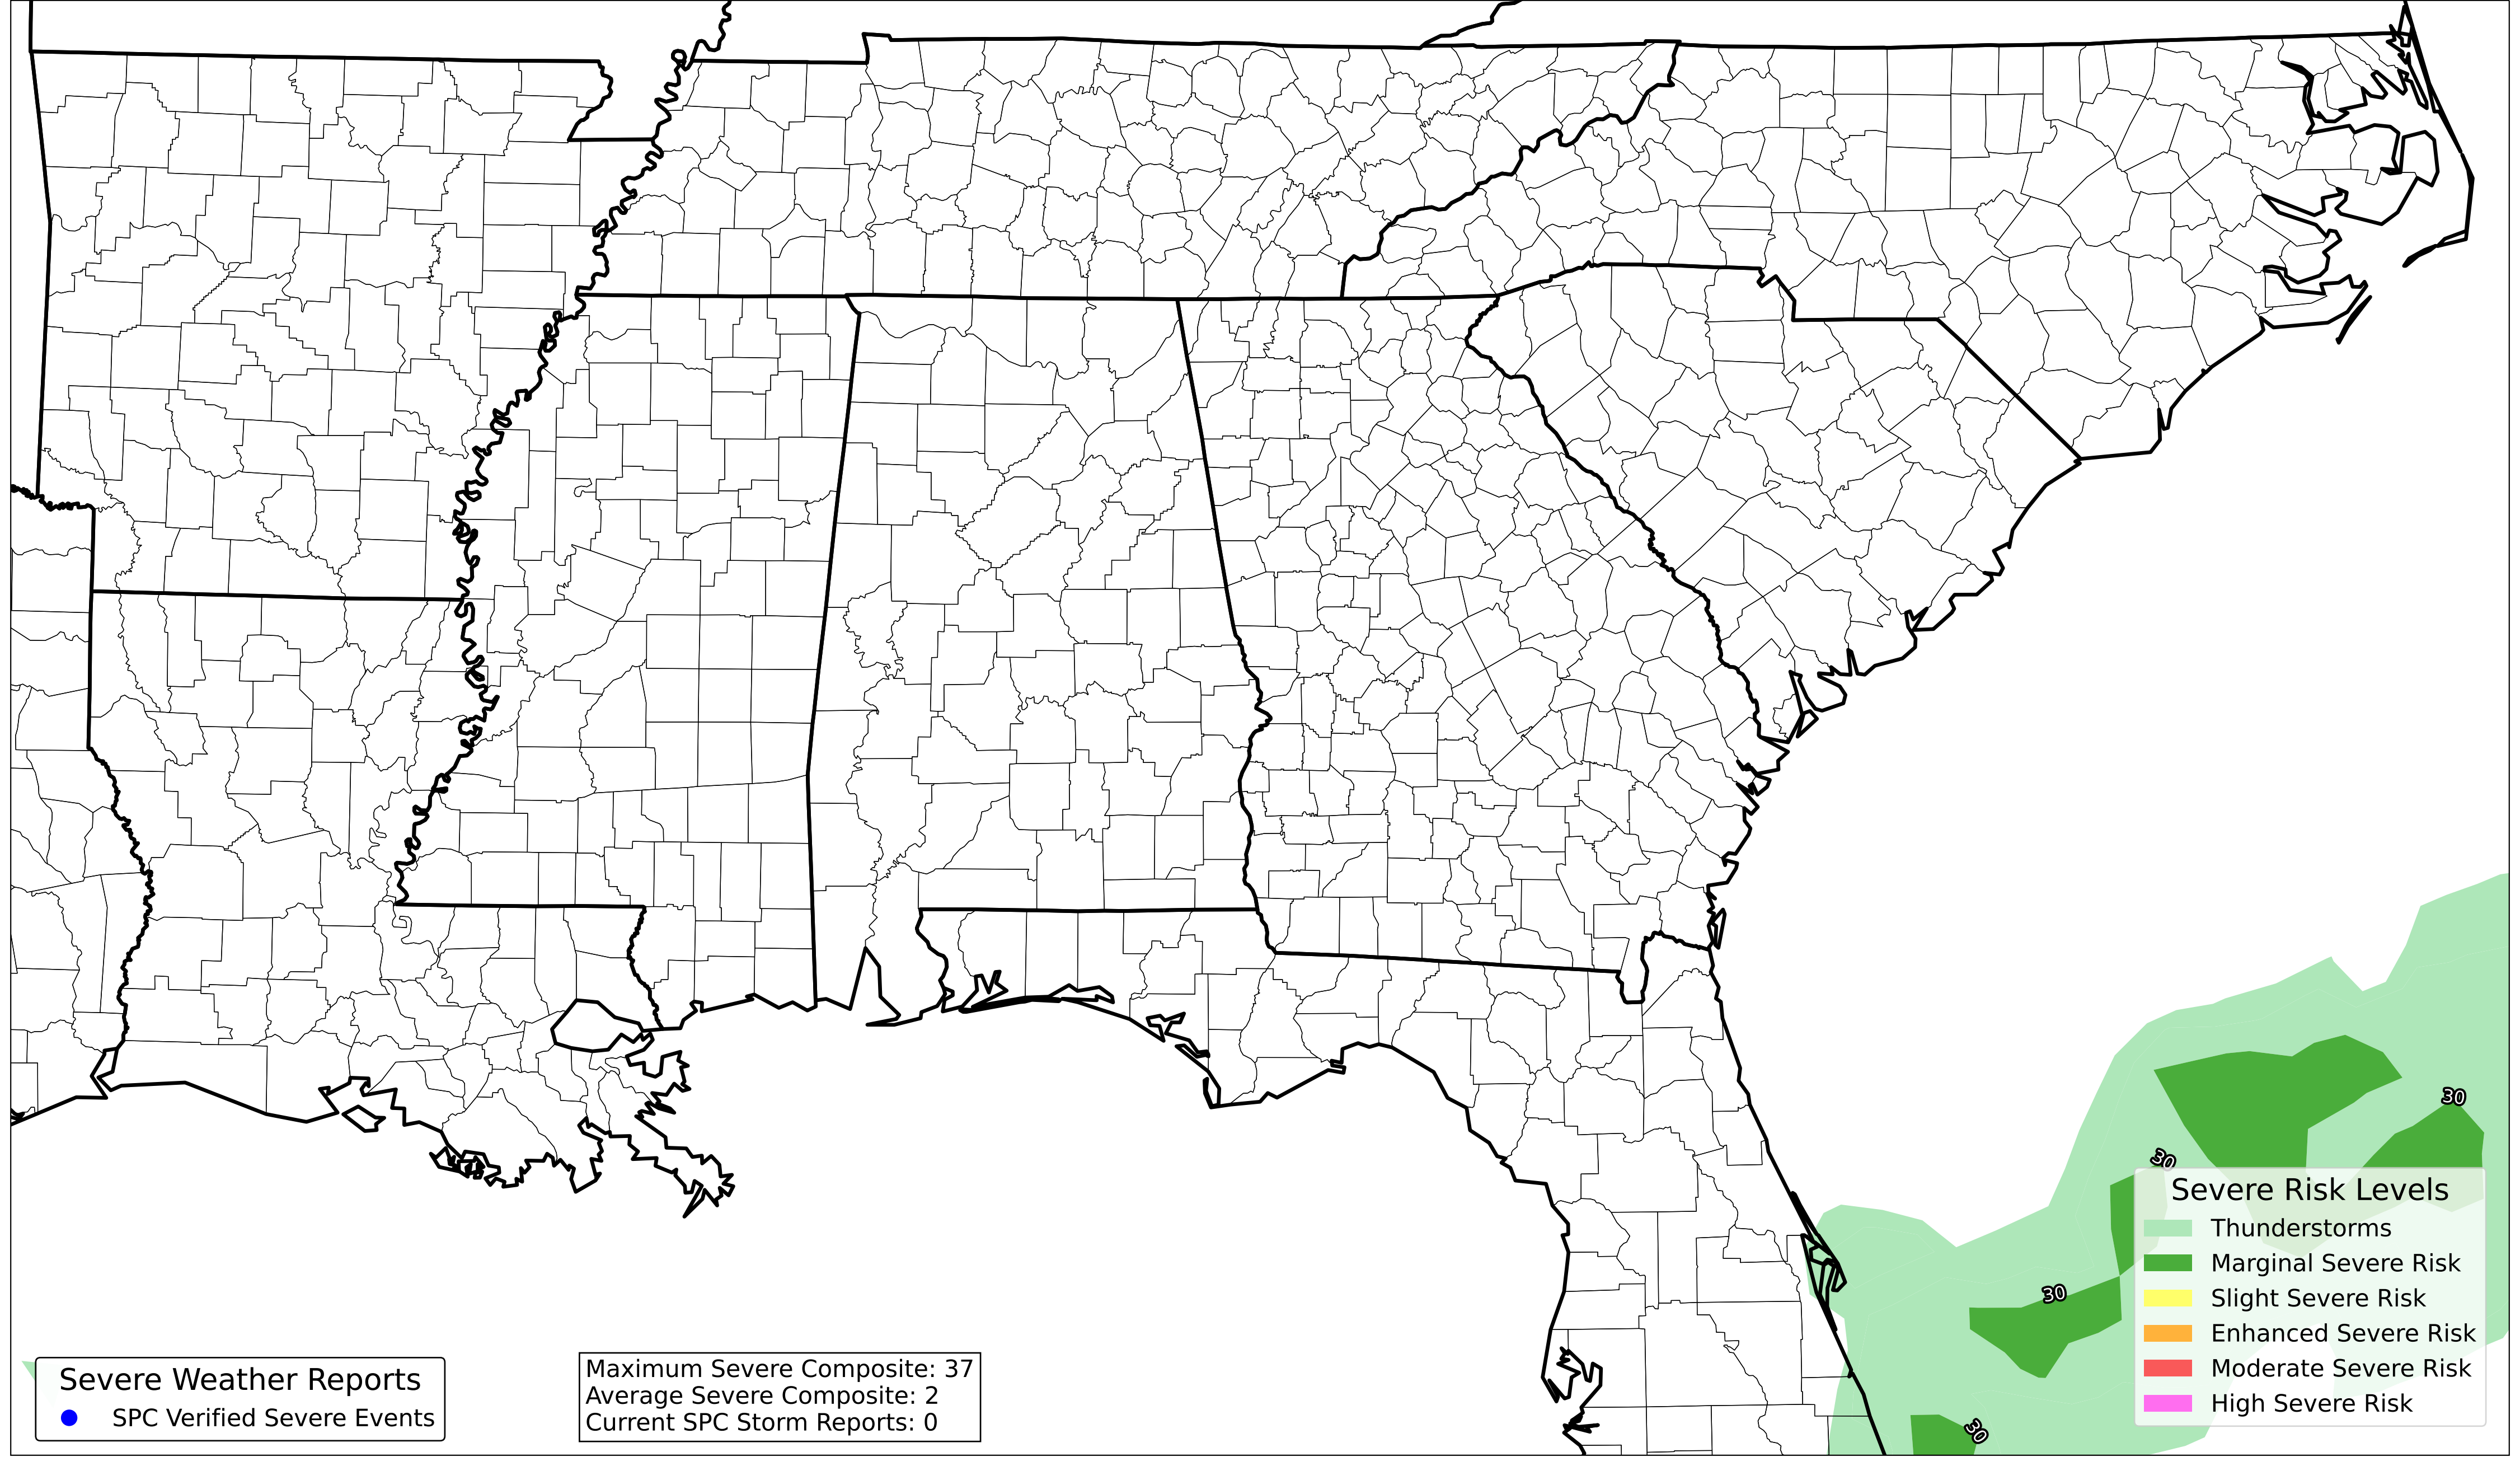 30
30
30
30
Severe Risk Levels
Thunderstorms
Marginal Severe Risk
Slight Severe Risk
Enhanced Severe Risk
Moderate Severe Risk
High Severe Risk
Severe Weather Reports
SPC Verified Severe Events
Maximum Severe Composite: 37
Average Severe Composite: 2
Current SPC Storm Reports: 0